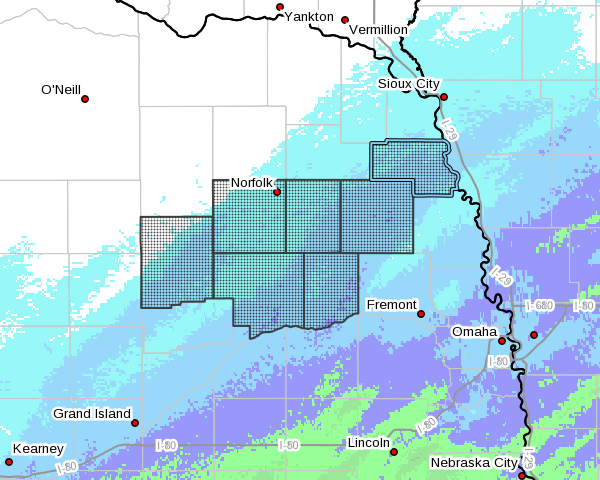 Yankton
Vermillion
Sioux City
O'Neill
I-29
Norfolk
I-29
Fremont
I-680
I-80
Omaha
I-80
Grand Island
I-80
Lincoln
I-80
I-80
Kearney
I-80
Nebraska City
I-29